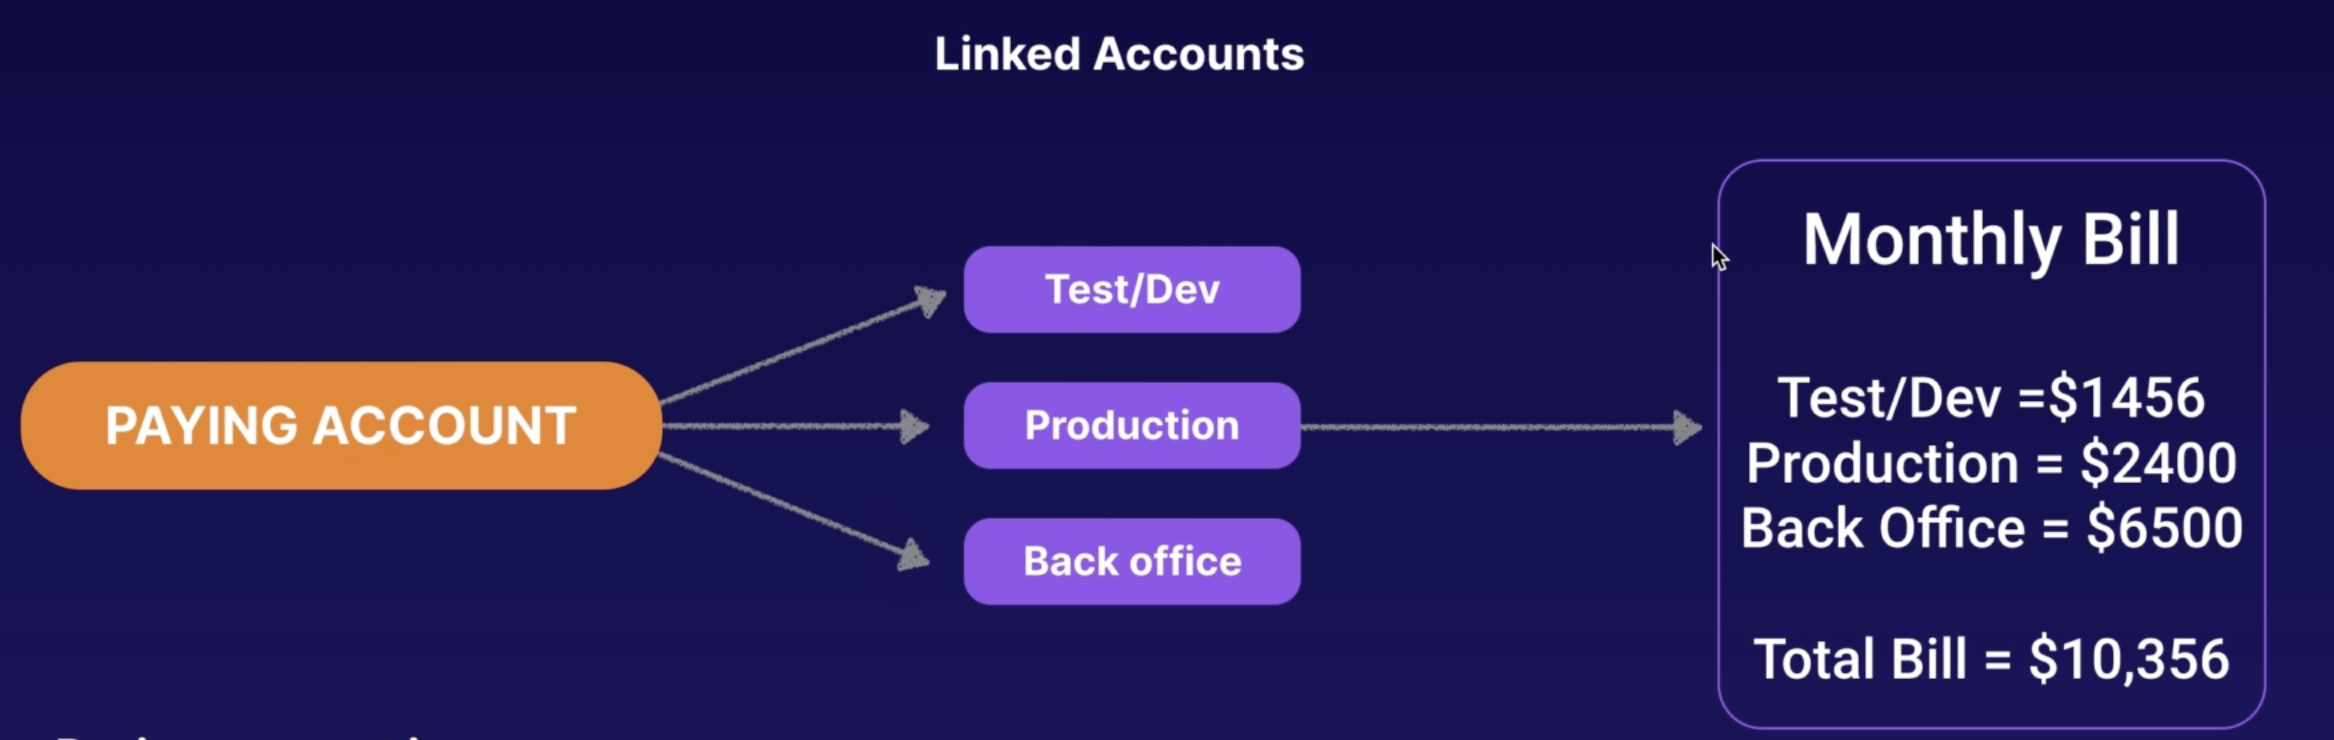 Linked Accounts
PAYING ACCOUNT
Test/Dev
Production
Back office
Monthly Bill
Test/Dev =$1456
Production = $2400
Back Office = $6500
Total Bill = $10,356